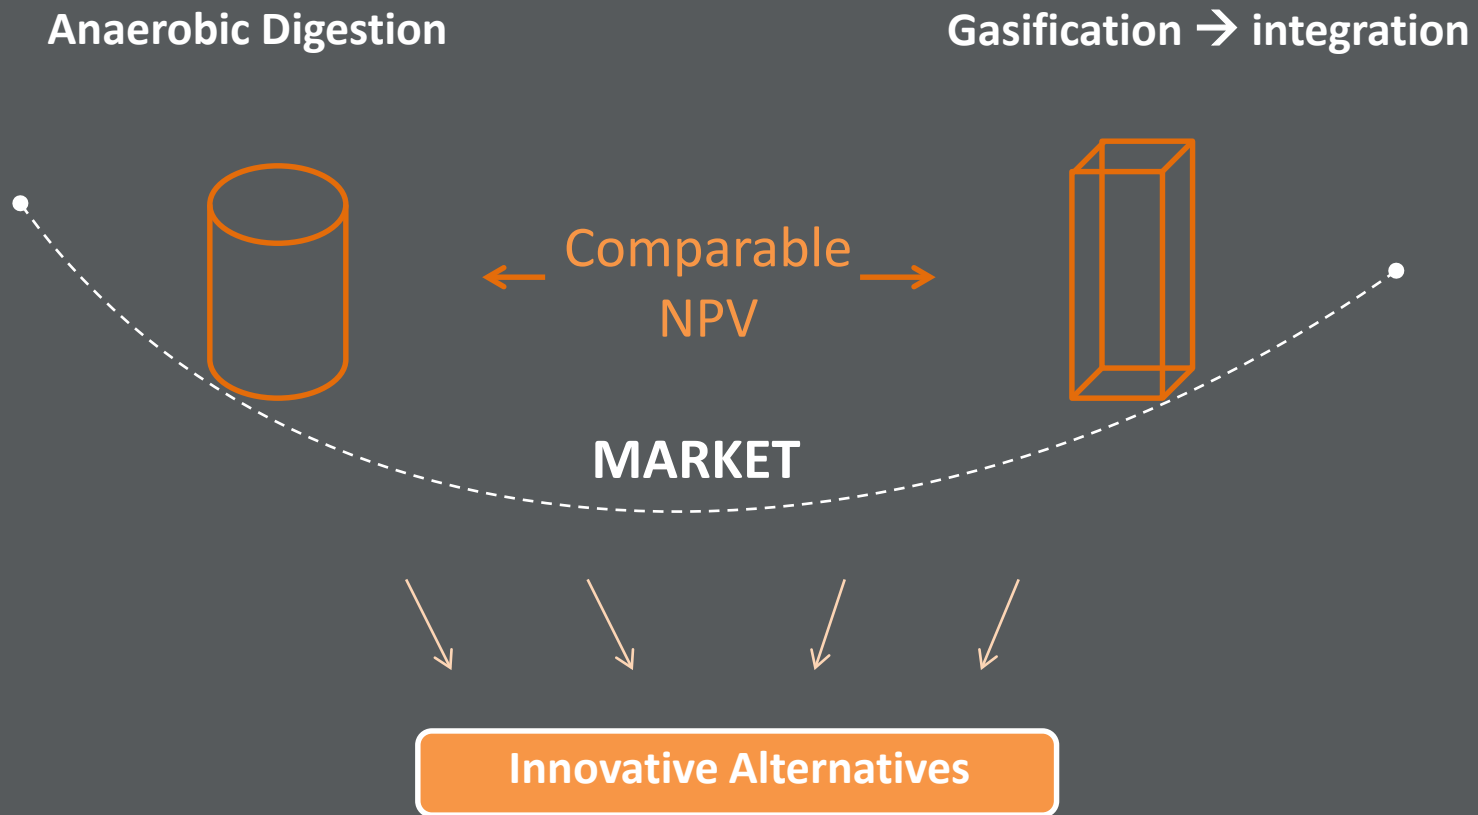 Anaerobic Digestion
Gasification → integration
Comparable
NPV
MARKET
Innovative Alternatives